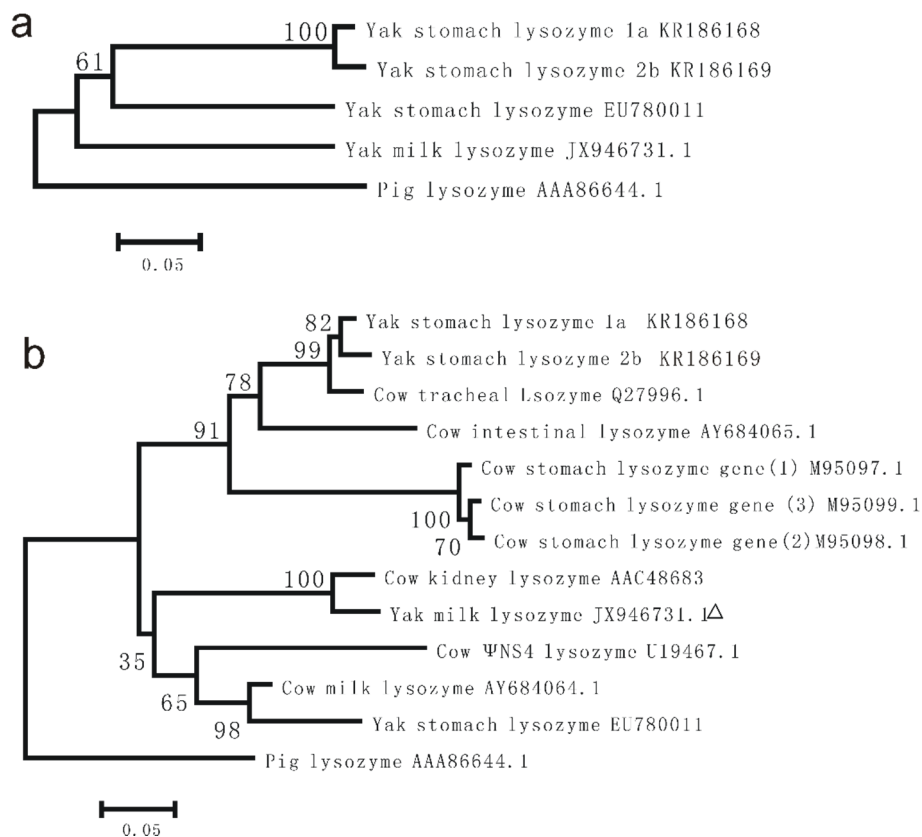 a
100
Yak stomach lysozyme 1a KR186168
61
Yak stomach lysozyme 2b KR186169
Yak stomach lysozyme EU780011
Yak milk lysozyme JX946731.1
Pig lysozyme AAA86644.1
0.05
b
82
Yak stomach lysozyme 1a KR186168
99
Yak stomach lysozyme 2b KR186169
78
Cow tracheal Lsozyme Q27996.1
91
Cow intestinal lysozyme AY684065.1
Cow stomach lysozyme gene(1) M95097.1
Cow stomach lysozyme gene (3) M95099.1
100
70
Cow stomach lysozyme gene(2)M95098.1
100
Cow kidney lysozyme AAC48683
Yak milk lysozyme JX946731.1△
35
Cow ΨNS4 lysozyme U19467.1
65
Cow milk lysozyme AY684064.1
98
Yak stomach lysozyme EU780011
Pig lysozyme AAA86644.1
0.05